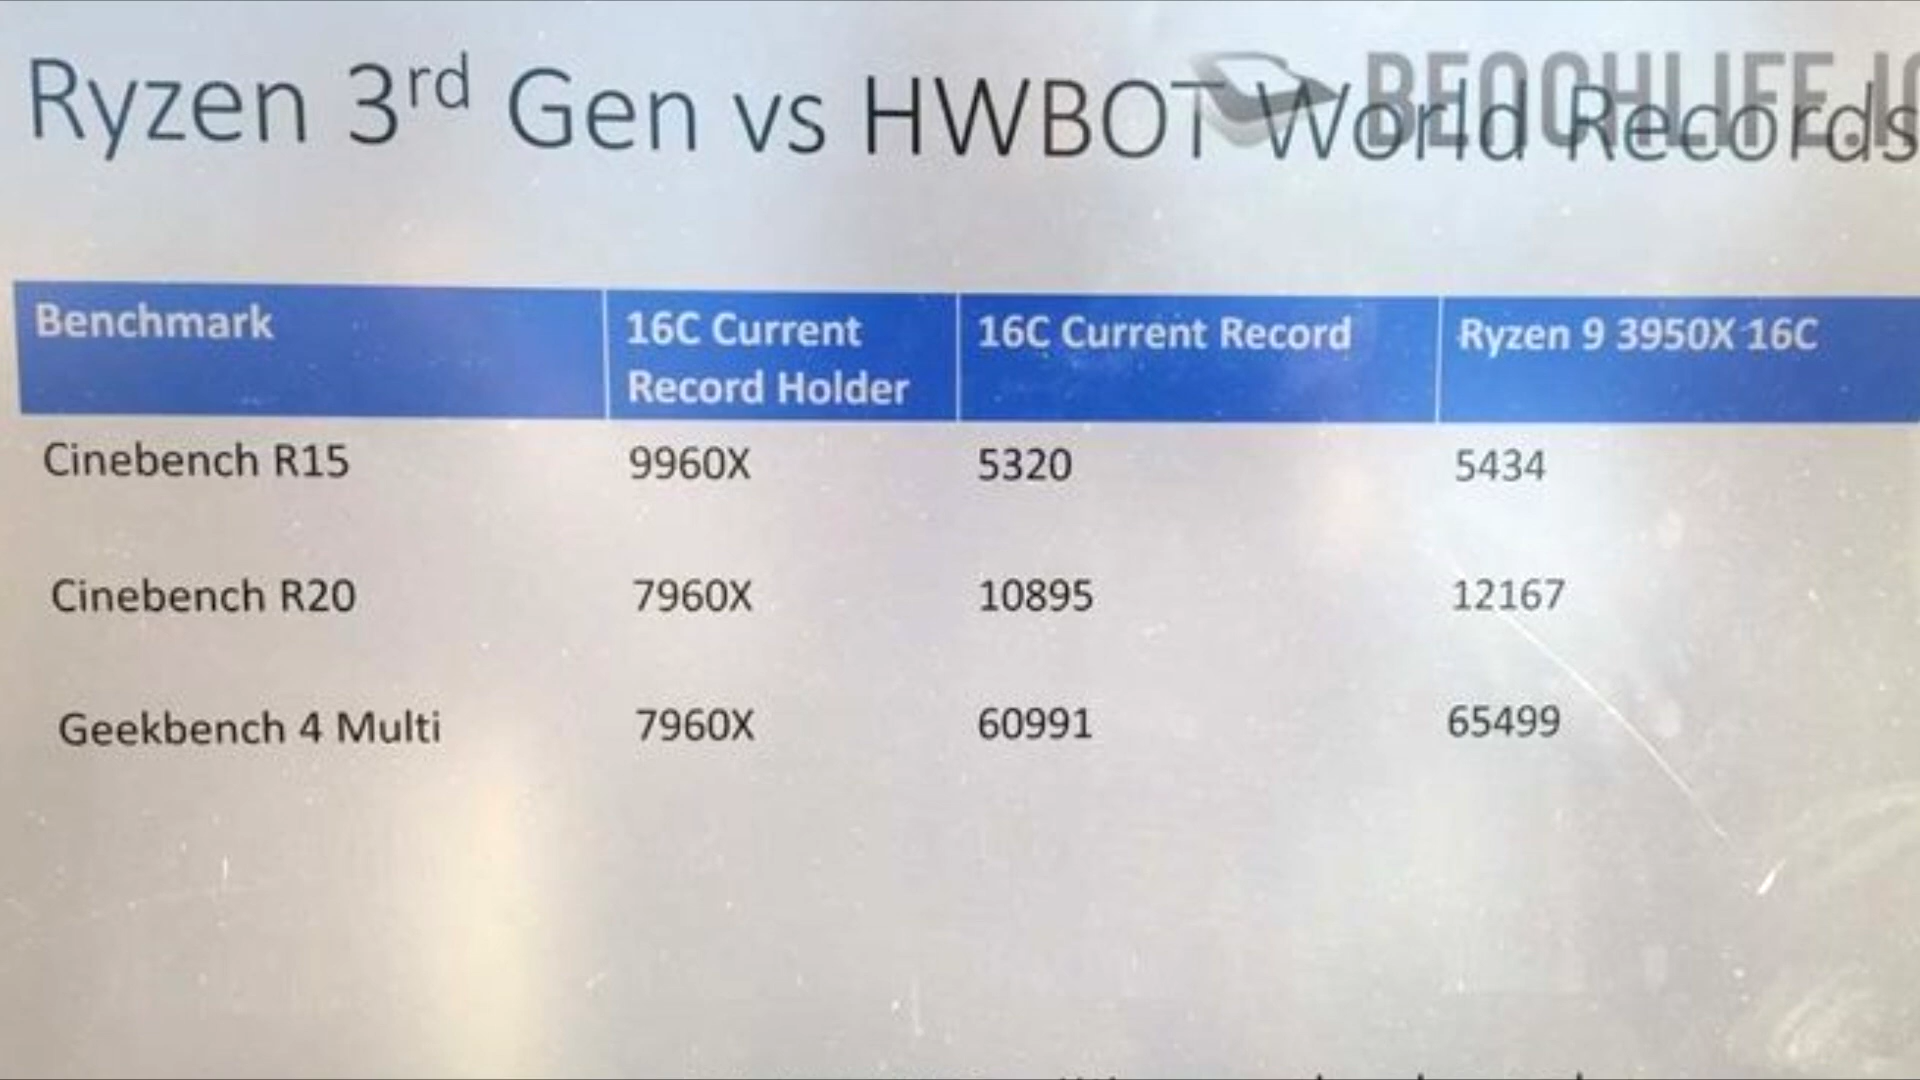 Ryzen 3rd Gen vs HWBOT World Records
Benchmark 16C Current Record Holder 16C Current Record Ryzen 9 3950X 16C
Cinebench R15 9960X 5320 5434
Cinebench R20 7960X 10895 12167
Geekbench 4 Multi 7960X 60991 65499